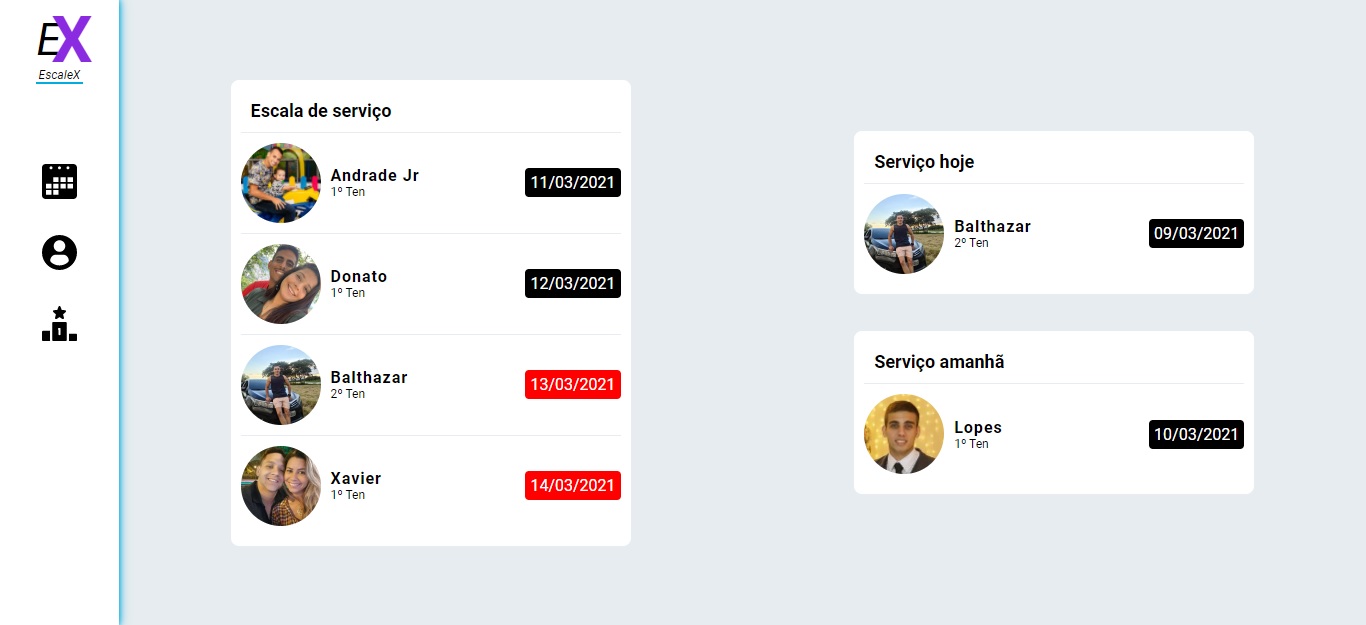 EX
EscaleX
Escala de serviço
Andrade Jr
1º Ten
11/03/2021
Donato
1º Ten
12/03/2021
Balthazar
2º Ten
13/03/2021
Xavier
1º Ten
14/03/2021
Serviço hoje
Balthazar
2º Ten
09/03/2021
Serviço amanhã
Lopes
1º Ten
10/03/2021
1